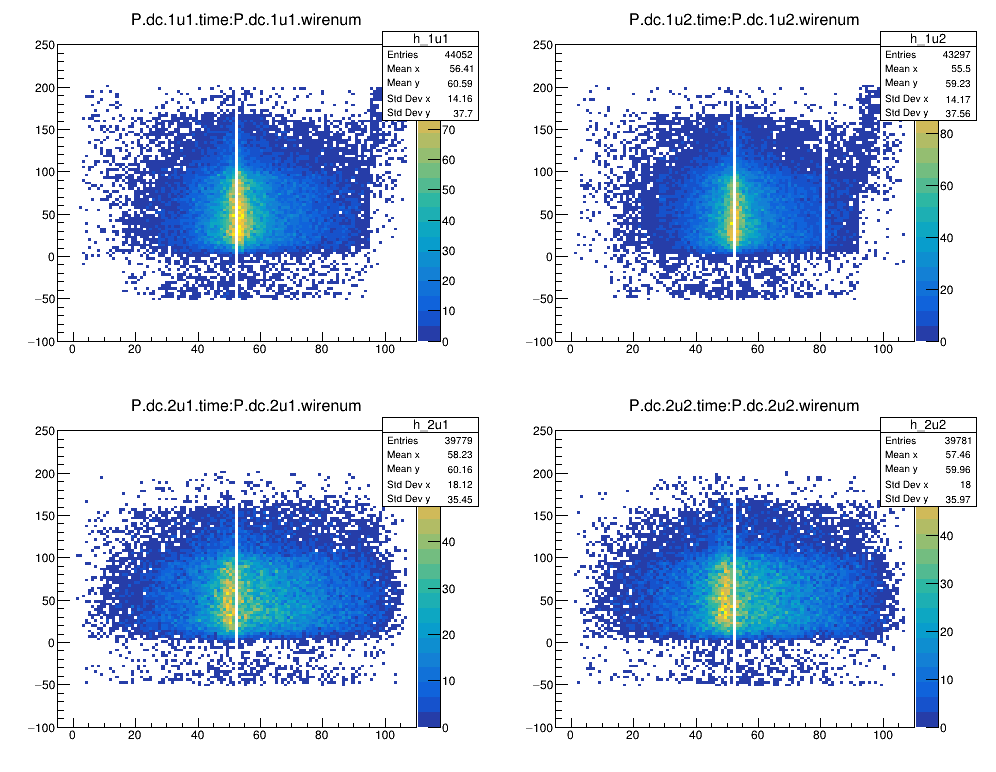 P.dc.1u1.time:P.dc.1u1.wirenum
h_1u1
Entries 44052
Mean x 56.41
Mean y 60.59
Std Dev x 14.16
Std Dev y 37.7
250
200
150
100
50
0
−50
−100
0 20 40 60 80 100
70
60
50
40
30
20
10
0
P.dc.1u2.time:P.dc.1u2.wirenum
h_1u2
Entries 43297
Mean x 55.5
Mean y 59.23
Std Dev x 14.17
Std Dev y 37.56
250
200
150
100
50
0
−50
−100
0 20 40 60 80 100
80
60
40
20
0
P.dc.2u1.time:P.dc.2u1.wirenum
h_2u1
Entries 39779
Mean x 58.23
Mean y 60.16
Std Dev x 18.12
Std Dev y 35.45
250
200
150
100
50
0
−50
−100
0 20 40 60 80 100
40
30
20
10
0
P.dc.2u2.time:P.dc.2u2.wirenum
h_2u2
Entries 39781
Mean x 57.46
Mean y 59.96
Std Dev x 18
Std Dev y 35.97
250
200
150
100
50
0
−50
−100
0 20 40 60 80 100
40
30
20
10
0